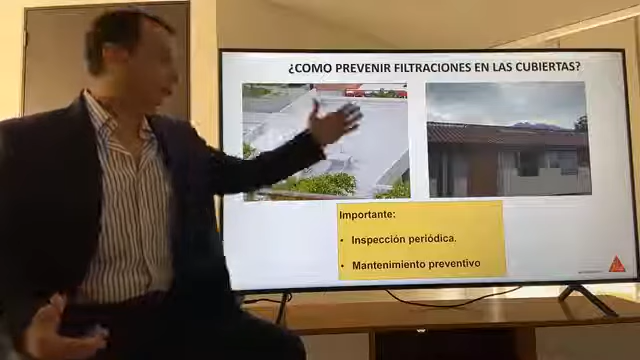 ¿COMO PREVENIR FILTRACIONES EN LAS CUBIERTAS?
Importante:
• Inspección periódica.
• Mantenimiento preventivo